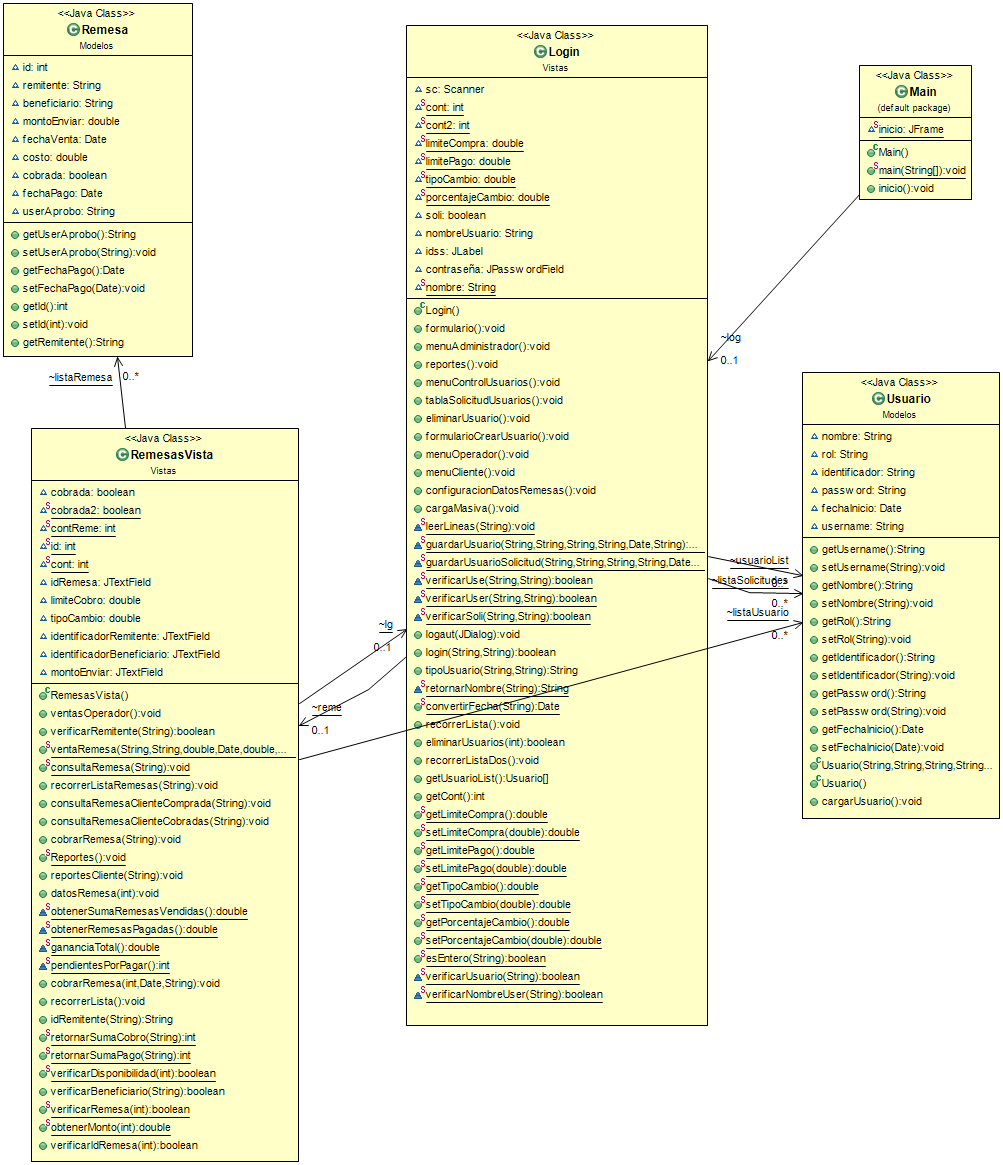 <<Java Class>>
Remesa
Modelos
id: int
remitente: String
beneficiario: String
montoEnviar: double
fechaVenta: Date
costo: double
cobrada: boolean
fechaPago: Date
userAprobo: String
getUserAprobo():String
setUserAprobo(String):void
getFechaPago():Date
setFechaPago(Date):void
getId():int
setId(int):void
getRemitente():String
~listaRemesa
0..*
<<Java Class>>
RemesasVista
Vistas
cobrada: boolean
cobrada2: boolean
contReme: int
id: int
cont: int
idRemesa: JTextField
limiteCobro: double
tipoCambio: double
identificadorRemitente: JTextField
identificadorBeneficiario: JTextField
montoEnviar: JTextField
RemesasVista()
ventasOperador():void
verificarRemitente(String):boolean
ventaRemesa(String,String,double,Date,double,...
consultaRemesa(String):void
recorrerListaRemesas(String):void
consultaRemesaClienteComprada(String):void
consultaRemesaClienteCobradas(String):void
cobrarRemesa(String):void
Reportes():void
reportesCliente(String):void
datosRemesa(int):void
obtenerSumaRemesasVendidas():double
obtenerRemesasPagadas():double
gananciaTotal():double
pendientesPorPagar():int
cobrarRemesa(int,Date,String):void
recorrerLista():void
idRemitente(String):String
retornarSumaCobro(String):int
retornarSumaPago(String):int
verificarDisponibilidad(int):boolean
verificarBeneficiario(String):boolean
verificarRemesa(int):boolean
obtenerMonto(int):double
verificarIdRemesa(int):boolean
~lg
0..1
~reme
0..1
<<Java Class>>
Login
Vistas
sc: Scanner
cont: int
cont2: int
limiteCompra: double
limitePago: double
tipoCambio: double
porcentajeCambio: double
soli: boolean
nombreUsuario: String
idss: JLabel
contraseña: JPassw ordField
nombre: String
Login()
formulario():void
menuAdministrador():void
reportes():void
menuControlUsuarios():void
tablaSolicitudUsuarios():void
eliminarUsuario():void
formularioCrearUsuario():void
menuOperador():void
menuCliente():void
configuracionDatosRemesas():void
cargaMasiva():void
leerLineas(String):void
guardarUsuario(String,String,String,String,Date,String):...
guardarUsuarioSolicitud(String,String,String,String,Date...
verificarUse(String,String):boolean
verificarUser(String,String):boolean
verificarSoli(String,String):boolean
logaut(JDialog):void
login(String,String):boolean
tipoUsuario(String,String):String
retornarNombre(String):String
convertirFecha(String):Date
recorrerLista():void
eliminarUsuarios(int):boolean
recorrerListaDos():void
getUsuarioList():Usuario[]
getCont():int
getLimiteCompra():double
setLimiteCompra(double):double
getLimitePago():double
setLimitePago(double):double
getTipoCambio():double
setTipoCambio(double):double
getPorcentajeCambio():double
setPorcentajeCambio(double):double
esEntero(String):boolean
verificarUsuario(String):boolean
verificarNombreUser(String):boolean
<<Java Class>>
Main
(default package)
inicio: JFrame
Main()
main(String[]):void
inicio():void
~log
0..1
~usuarioList
0..*
~listaSolicitudes
0..*
~listaUsuario
0..*
<<Java Class>>
Usuario
Modelos
nombre: String
rol: String
identificador: String
passw ord: String
fechaInicio: Date
username: String
getUsername():String
setUsername(String):void
getNombre():String
setNombre(String):void
getRol():String
setRol(String):void
getIdentificador():String
setIdentificador(String):void
getPassw ord():String
setPassw ord(String):void
getFechaInicio():Date
setFechaInicio(Date):void
Usuario(String,String,String,String...
Usuario()
cargarUsuario():void